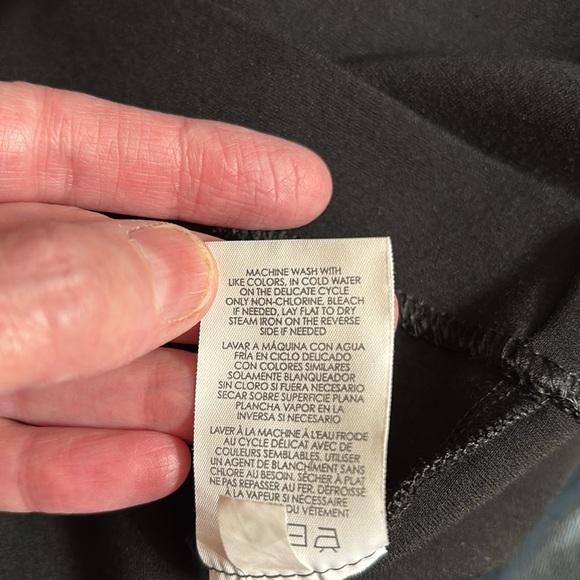 MACHINE WASH WITH
LIKE COLORS, IN COLD WATER
ON THE DELICATE CYCLE
ONLY NON-CHLORINE, BLEACH
IF NEEDED, LAY FLAT TO DRY
STEAM IRON ON THE REVERSE
SIDE IF NEEDED
LAVAR A MÁQUINA CON AGUA
FRÍA EN CICLO DELICADO
CON COLORES SIMILARES
SOLAMENTE BLANQUEADOR
SIN CLORO SI FUERA NECESARIO
SECAR SOBRE SUPERFICIE PLANA
PLANCHA VAPOR EN LA
INVERSA SI NECESARIO
LAVER À LA MACHINE À L'EAU FROIDE
AU CYCLE DÉLICAT AVEC DE
COULEURS SEMBLABLES. UTILISER
UN AGENT DE BLANCHÍMENT SANS
CHLORE AU BESOIN. SÉCHER À PLAT
NE PAS REPASSER AU FER. DÉFROISSÉ
À LA VAPEUR SI NÉCESSAIRE
DU VÊTEMENT